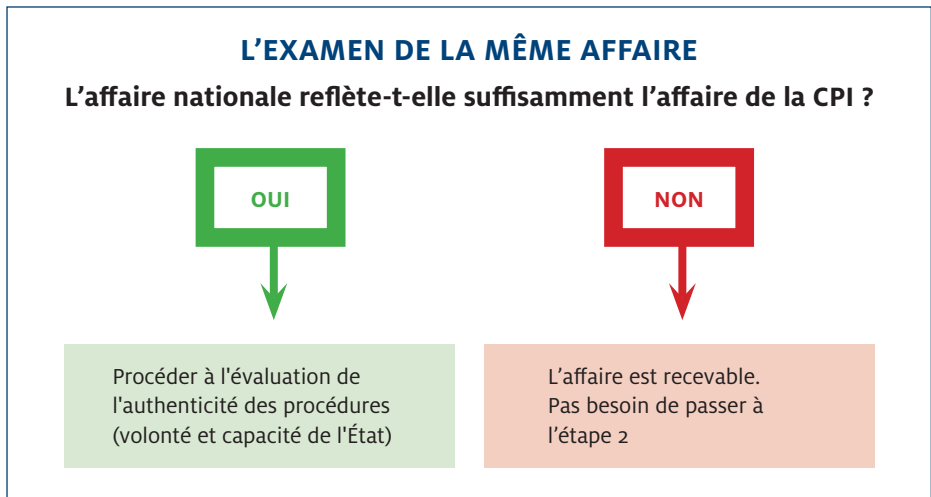 L'EXAMEN DE LA MÊME AFFAIRE
L'affaire nationale reflète-t-elle suffisamment l'affaire de la CPI ?
OUI
NON
Procéder à l'évaluation de
l'authenticité des procédures
(volonté et capacité de l'État)
L'affaire est recevable.
Pas besoin de passer à
l'étape 2